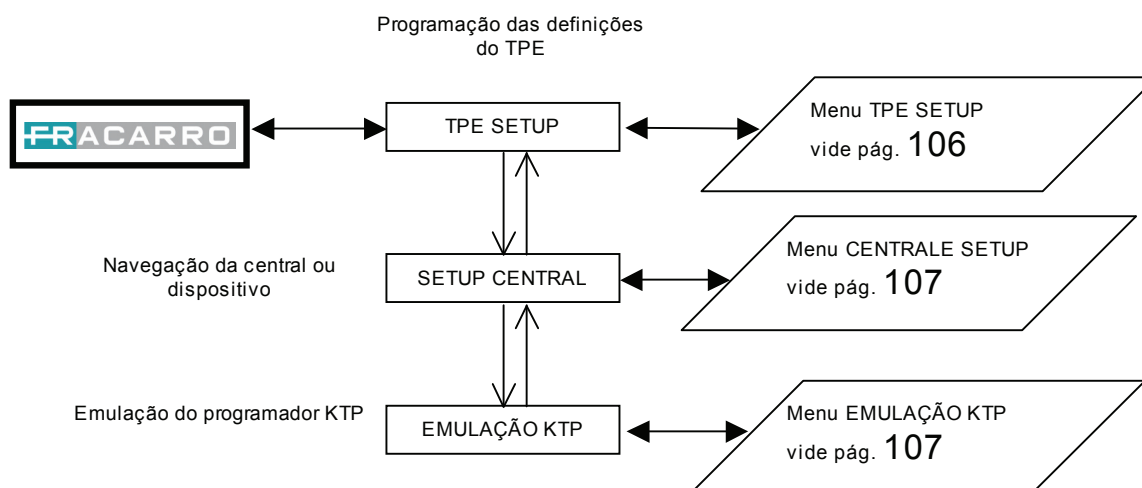 Programação das definições
do TPE
FRACARRO
TPE SETUP
Menu TPE SETUP
vide pág. 106
Navegação da central ou
dispositivo
SETUP CENTRAL
Menu CENTRALE SETUP
vide pág. 107
Emulação do programador KTP
EMULAÇÃO KTP
Menu EMULAÇÃO KTP
vide pág. 107